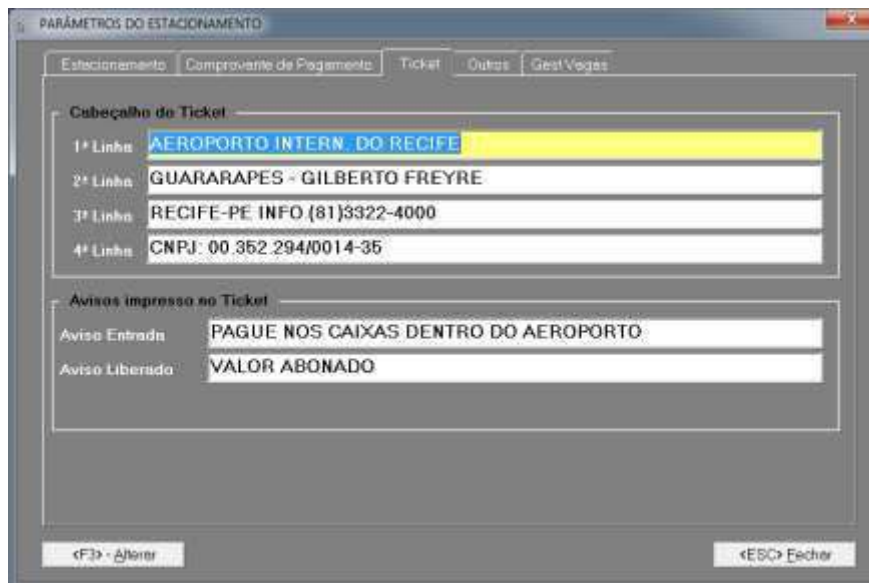 PARÂMETROS DO ESTACIONAMENTO
Estacionamento Comprovante de Pagamento Ticket Outros Gest Vagas
Cabeçalho do Ticket
1ª Linha AEROPORTO INTERN. DO RECIFE
2ª Linha GUARARAPES - GILBERTO FREYRE
3ª Linha RECIFE-PE INFO.(81)3322-4000
4ª Linha CNPJ: 00.352.294/0014-35
Avisos impresso no Ticket
Aviso Entrada PAGUE NOS CAIXAS DENTRO DO AEROPORTO
Aviso Liberado VALOR ABONADO
<F3> - Alterar <ESC> Fechar